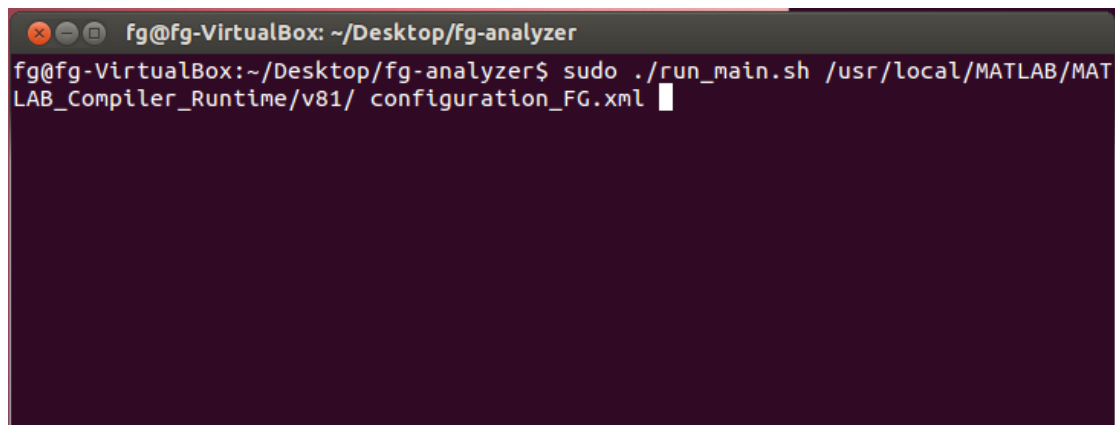 fg@fg-VirtualBox: ~/Desktop/fg-analyzer
fg@fg-VirtualBox:~/Desktop/fg-analyzer$ sudo ./run_main.sh /usr/local/MATLAB/MAT
LAB_Compiler_Runtime/v81/ configuration_FG.xml